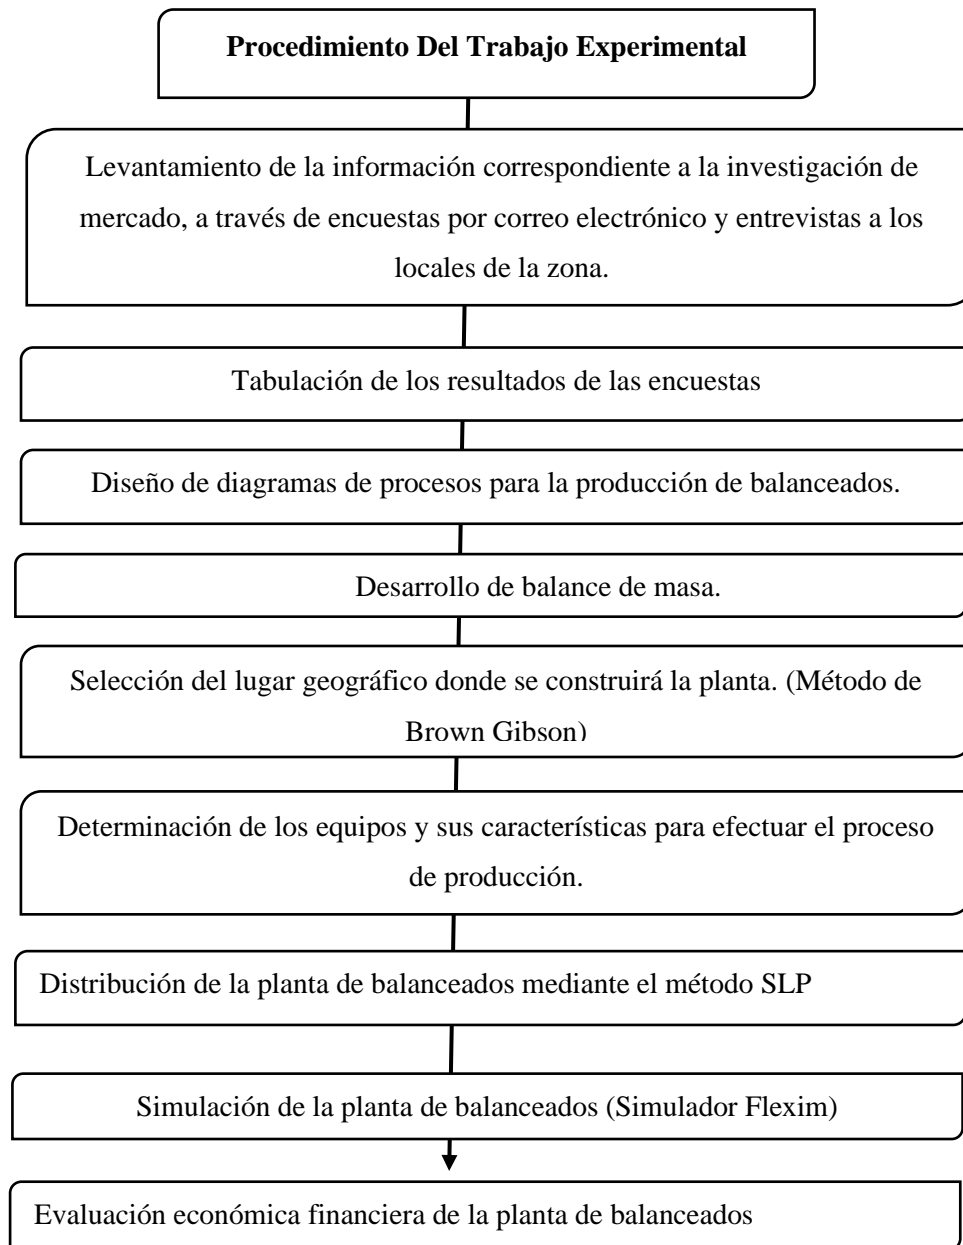 Procedimiento Del Trabajo Experimental
Levantamiento de la información correspondiente a la investigación de
mercado, a través de encuestas por correo electrónico y entrevistas a los
locales de la zona.
Tabulación de los resultados de las encuestas
Diseño de diagramas de procesos para la producción de balanceados.
Desarrollo de balance de masa.
Selección del lugar geográfico donde se construirá la planta. (Método de
Brown Gibson)
Determinación de los equipos y sus características para efectuar el proceso
de producción.
Distribución de la planta de balanceados mediante el método SLP
Simulación de la planta de balanceados (Simulador Flexim)
Evaluación económica financiera de la planta de balanceados